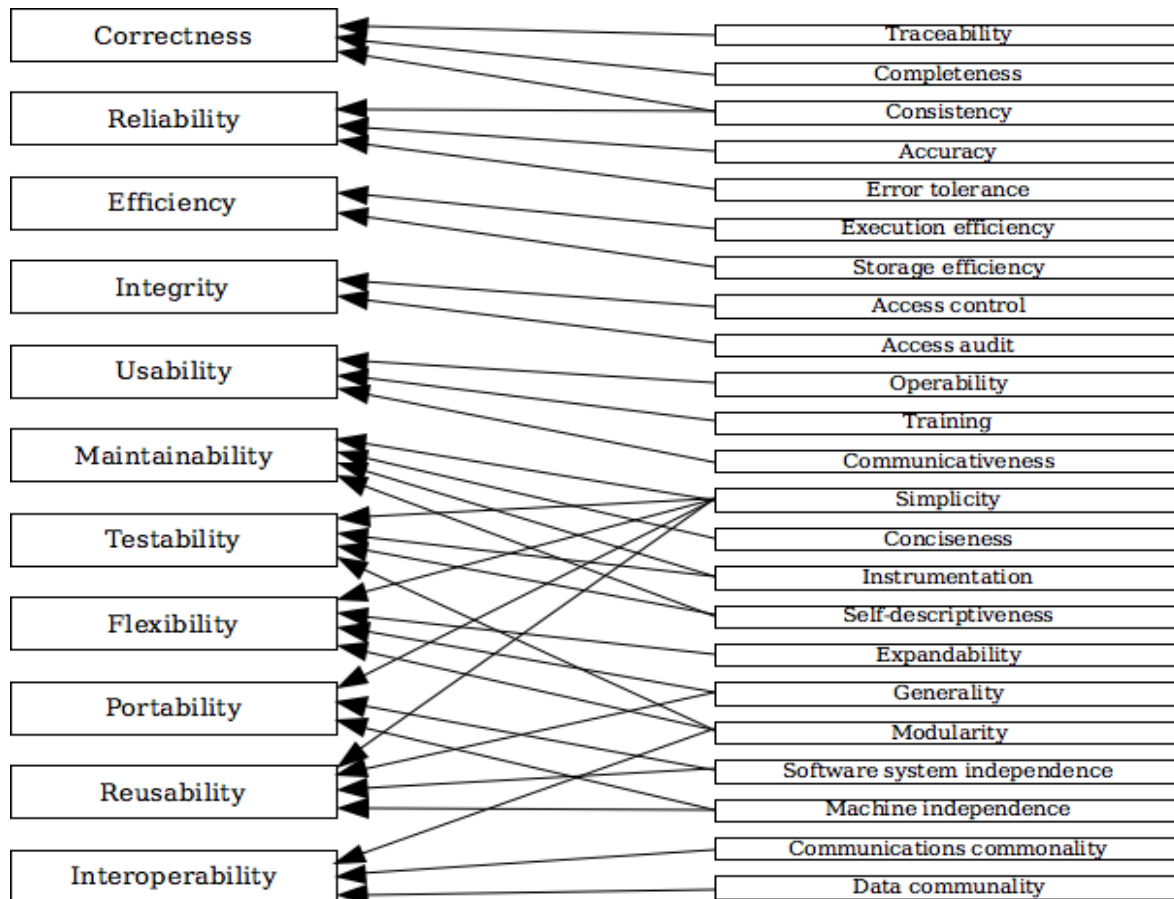 Correctness
Reliability
Efficiency
Integrity
Usability
Maintainability
Testability
Flexibility
Portability
Reusability
Interoperability
Traceability
Completeness
Consistency
Accuracy
Error tolerance
Execution efficiency
Storage efficiency
Access control
Access audit
Operability
Training
Communicativeness
Simplicity
Conciseness
Instrumentation
Self-descriptiveness
Expandability
Generality
Modularity
Software system independence
Machine independence
Communications commonality
Data communality